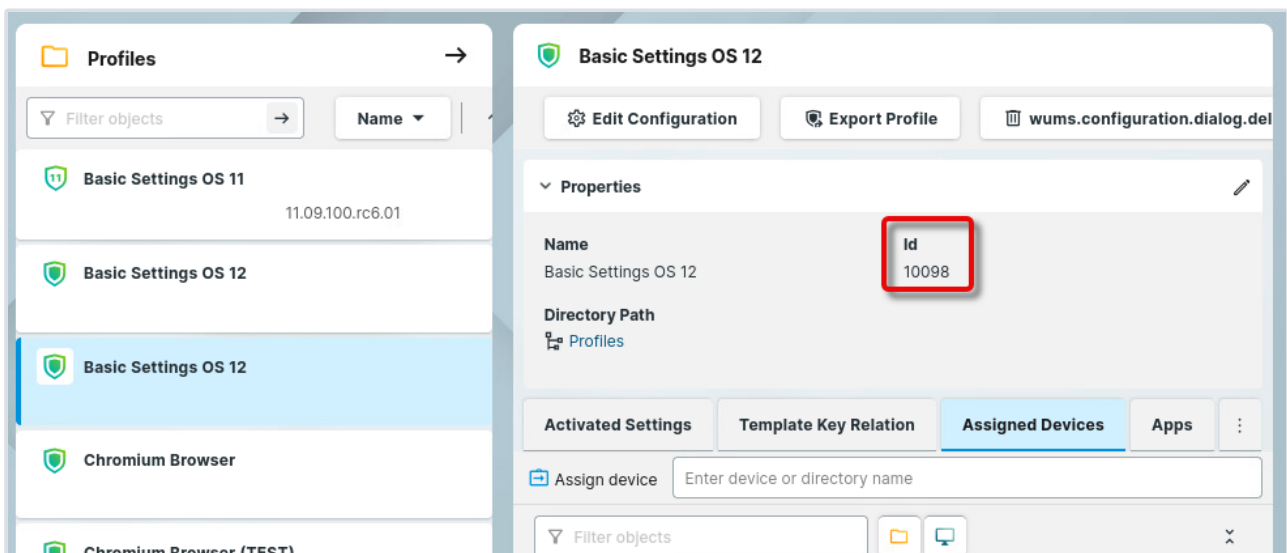 Profiles
Filter objects
Name
11
Basic Settings OS 11
11.09.100.rc6.01
Basic Settings OS 12
Basic Settings OS 12
Chromium Browser
Chromium Browser (TEST)
Basic Settings OS 12
Edit Configuration
Export Profile
wums.configuration.dialog.del
Properties
Name
Id
Basic Settings OS 12
10098
Directory Path
Profiles
Activated Settings
Template Key Relation
Assigned Devices
Apps
Assign device
Enter device or directory name
Filter objects